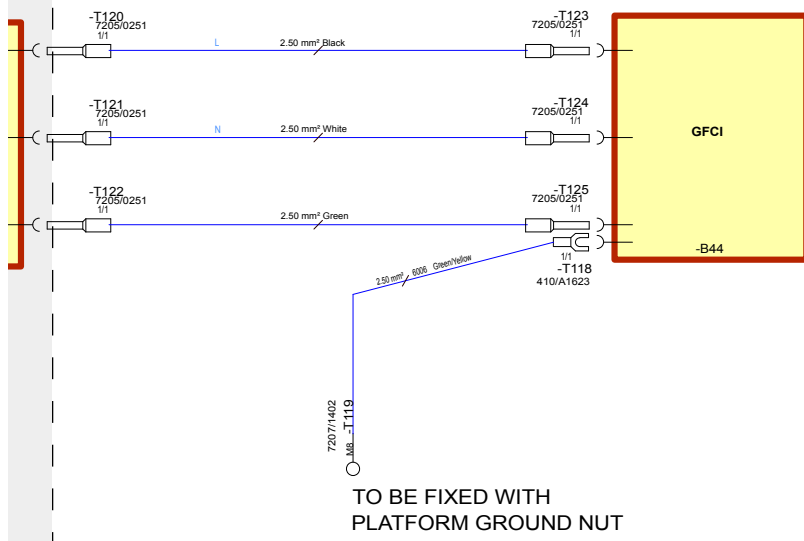 -T120
7205/0251
1/1
L
2.50 mm² Black
-T123
7205/0251
1/1
-T121
7205/0251
1/1
N
2.50 mm² White
-T124
7205/0251
1/1
GFCI
-T122
7205/0251
1/1
2.50 mm² Green
-T125
7205/0251
1/1
-B44
2.50 mm² 6006 Green/Yellow
1/1
-T118
410/A1623
7207/1402
-T119
M8
TO BE FIXED WITH
PLATFORM GROUND NUT